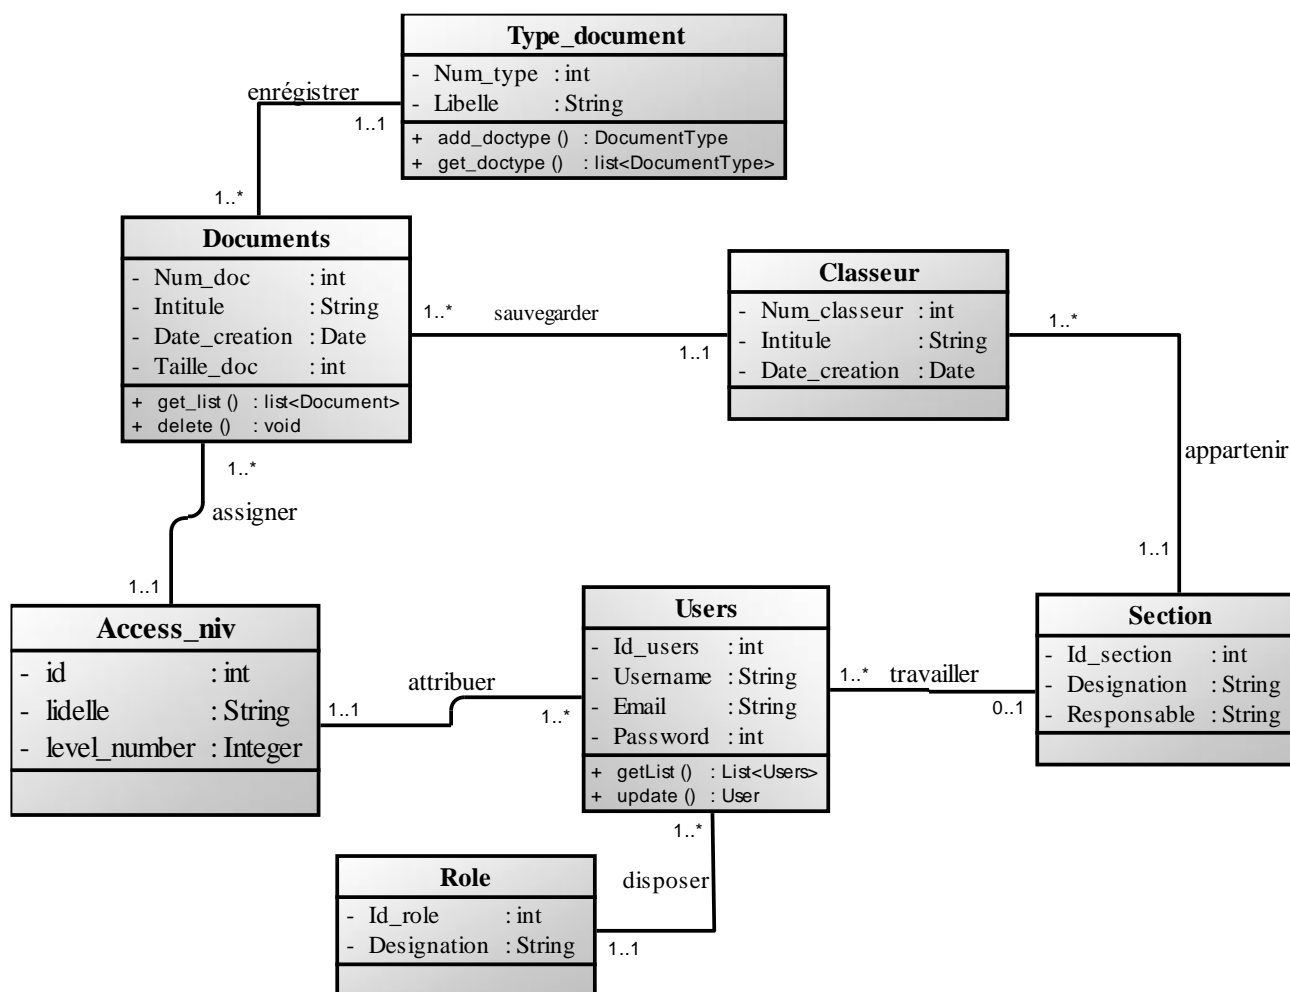 Type_document
- Num_type : int
- Libelle : String
+ add_doctype () : DocumentType
+ get_doctype () : list<DocumentType>
enrégistrer
1..1
1..*
Documents
- Num_doc : int
- Intitule : String
- Date_creation : Date
- Taille_doc : int
+ get_list () : list<Document>
+ delete () : void
1..*
sauvegarder
1..1
Classeur
- Num_classeur : int
- Intitule : String
- Date_creation : Date
1..*
appartenir
1..1
1..*
assigner
1..1
Access_niv
- id : int
- lidelle : String
- level_number : Integer
attribuer
1..1
1..*
Users
- Id_users : int
- Username : String
- Email : String
- Password : int
+ getList () : List<Users>
+ update () : User
1..*
travailler
0..1
Section
- Id_section : int
- Designation : String
- Responsable : String
1..*
disposer
1..1
Role
- Id_role : int
- Designation : String